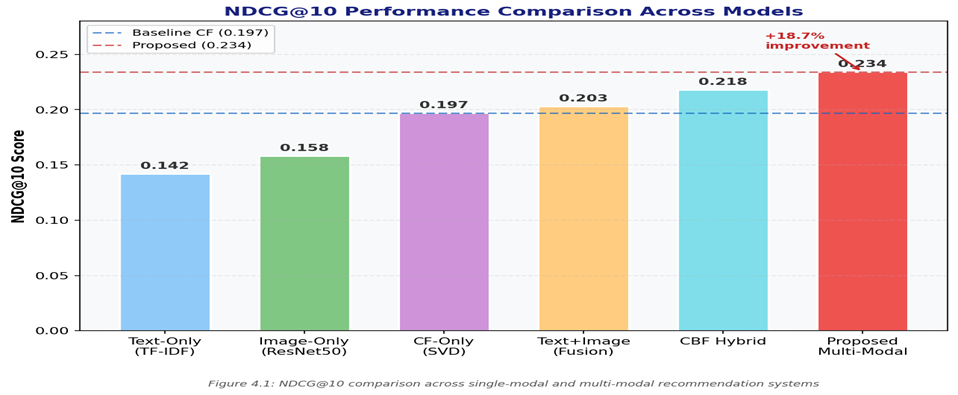 NDCG@10 Performance Comparison Across Models
Baseline CF (0.197)
Proposed (0.234)
+18.7%
improvement
0.25
0.20
0.15
0.10
0.05
0.00
NDCG@10 Score
0.142
0.158
0.197
0.203
0.218
0.234
Text-Only
(TF-IDF)
Image-Only
(ResNet50)
CF-Only
(SVD)
Text+Image
(Fusion)
CBF Hybrid
Proposed
Multi-Modal
Figure 4.1: NDCG@10 comparison across single-modal and multi-modal recommendation systems